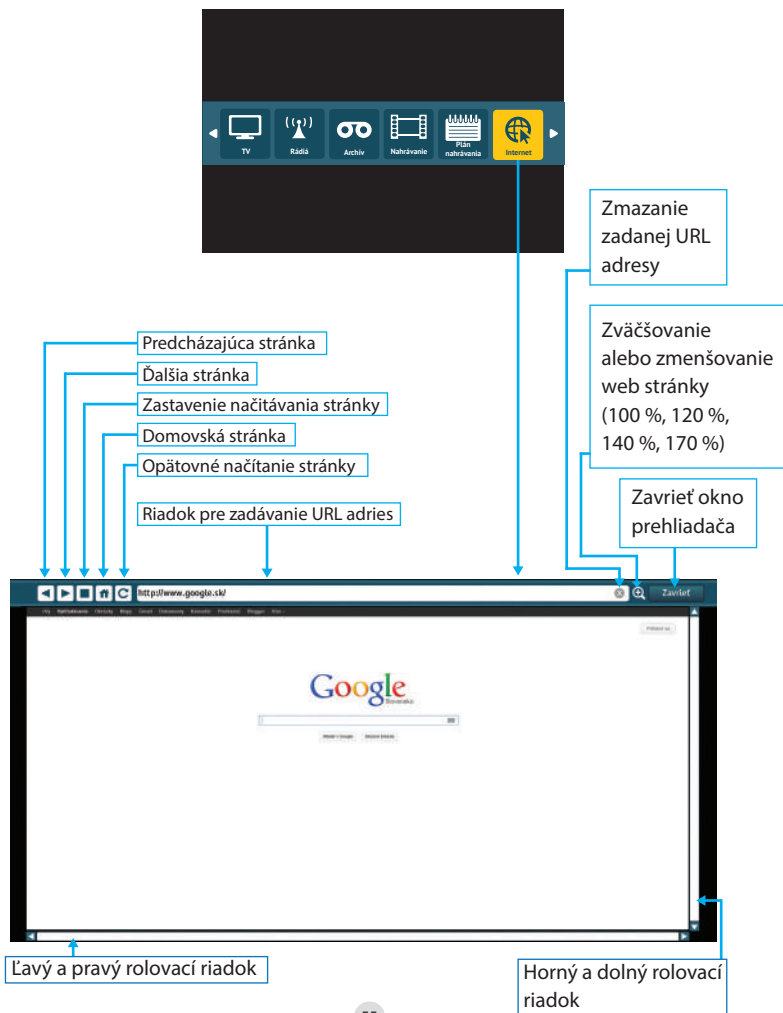 TV
Rádiá
Archív
Nahrávanie
Plán
nahrávania
Internet
Zmazanie
zadanej URL
adresy
Zväčšovanie
alebo zmenšovanie
web stránky
(100 %, 120 %,
140 %, 170 %)
Predcházajúca stránka
Ďalšia stránka
Zastavenie načitávania stránky
Domovská stránka
Opätovné načítanie stránky
Riadok pre zadávanie URL adries
Zavrieť okno
prehliadača
http://www.google.sk/
Zavrieť
Google
Ľavý a pravý rolovací riadok
Horný a dolný rolovací
riadok